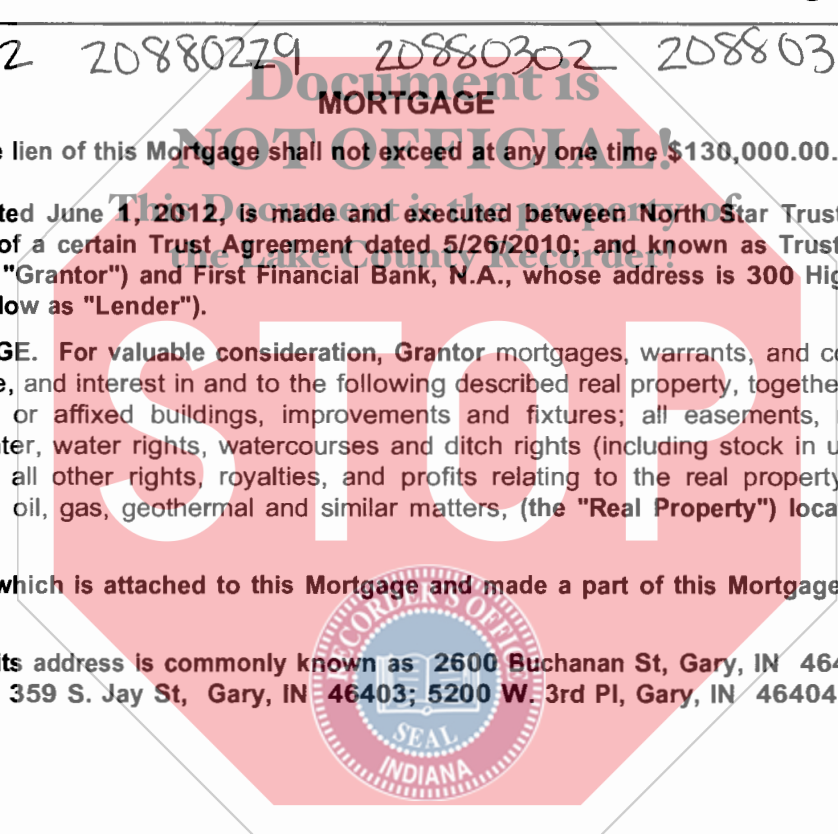 2 20880229 20880302 208803
Document is
MORTGAGE
NOT OFFICIAL!
e lien of this Mortgage shall not exceed at any one time $130,000.00.
This Document is the property of
ted June 1, 2012, is made and executed between North Star Trust
of a certain Trust Agreement dated 5/26/2010; and known as Trust
the Lake County Recorder!
"Grantor") and First Financial Bank, N.A., whose address is 300 Hig
low as "Lender").
GE. For valuable consideration, Grantor mortgages, warrants, and co
e, and interest in and to the following described real property, togethe
or affixed buildings, improvements and fixtures; all easements,
ter, water rights, watercourses and ditch rights (including stock in u
all other rights, royalties, and profits relating to the real property
oil, gas, geothermal and similar matters, (the "Real Property") loca
STOP
which is attached to this Mortgage and made a part of this Mortgage
its address is commonly known as 2600 Buchanan St, Gary, IN 464
359 S. Jay St, Gary, IN 46403; 5200 W. 3rd Pl, Gary, IN 46404
RECORDER'S OFFICE
SEAL
INDIANA